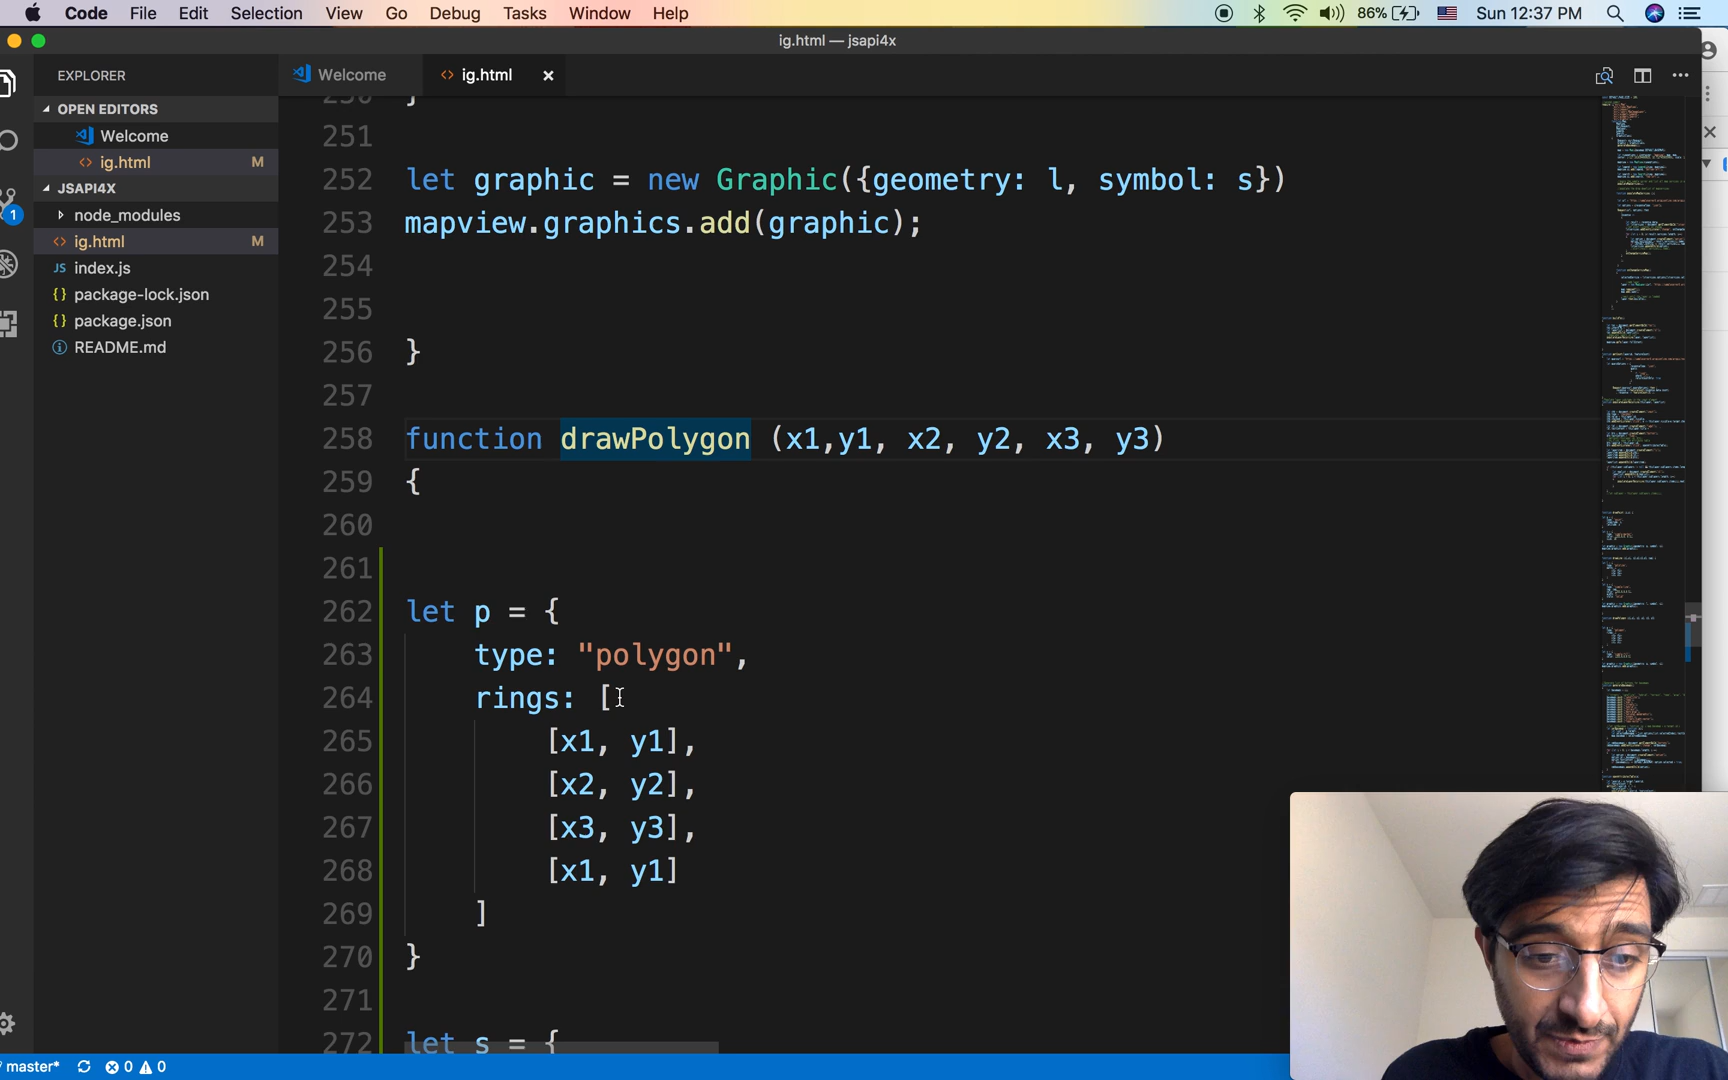 Code File Edit Selection View Go Debug Tasks Window Help 86% Sun 12:37 PM
ig.html — jsapi4x
EXPLORER
Welcome ig.html
OPEN EDITORS
Welcome
ig.html M
JSAPI4X
node_modules
ig.html M
JS index.js
{} package-lock.json
{} package.json
README.md
1
250 }
251
252 let graphic = new Graphic({geometry: l, symbol: s})
253 mapview.graphics.add(graphic);
254
255
256 }
257
258 function drawPolygon (x1,y1, x2, y2, x3, y3)
259 {
260
261
262 let p = {
263 type: "polygon",
264 rings: [
265 [x1, y1],
266 [x2, y2],
267 [x3, y3],
268 [x1, y1]
269 ]
270 }
271
272 let s = {
master* 0 0